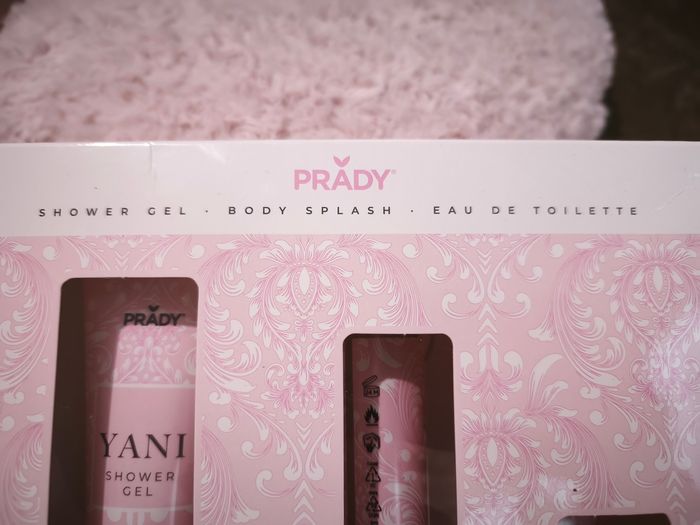 PRADY®
SHOWER GEL · BODY SPLASH · EAU DE TOILETTE
PRADY
YANI
SHOWER
GEL